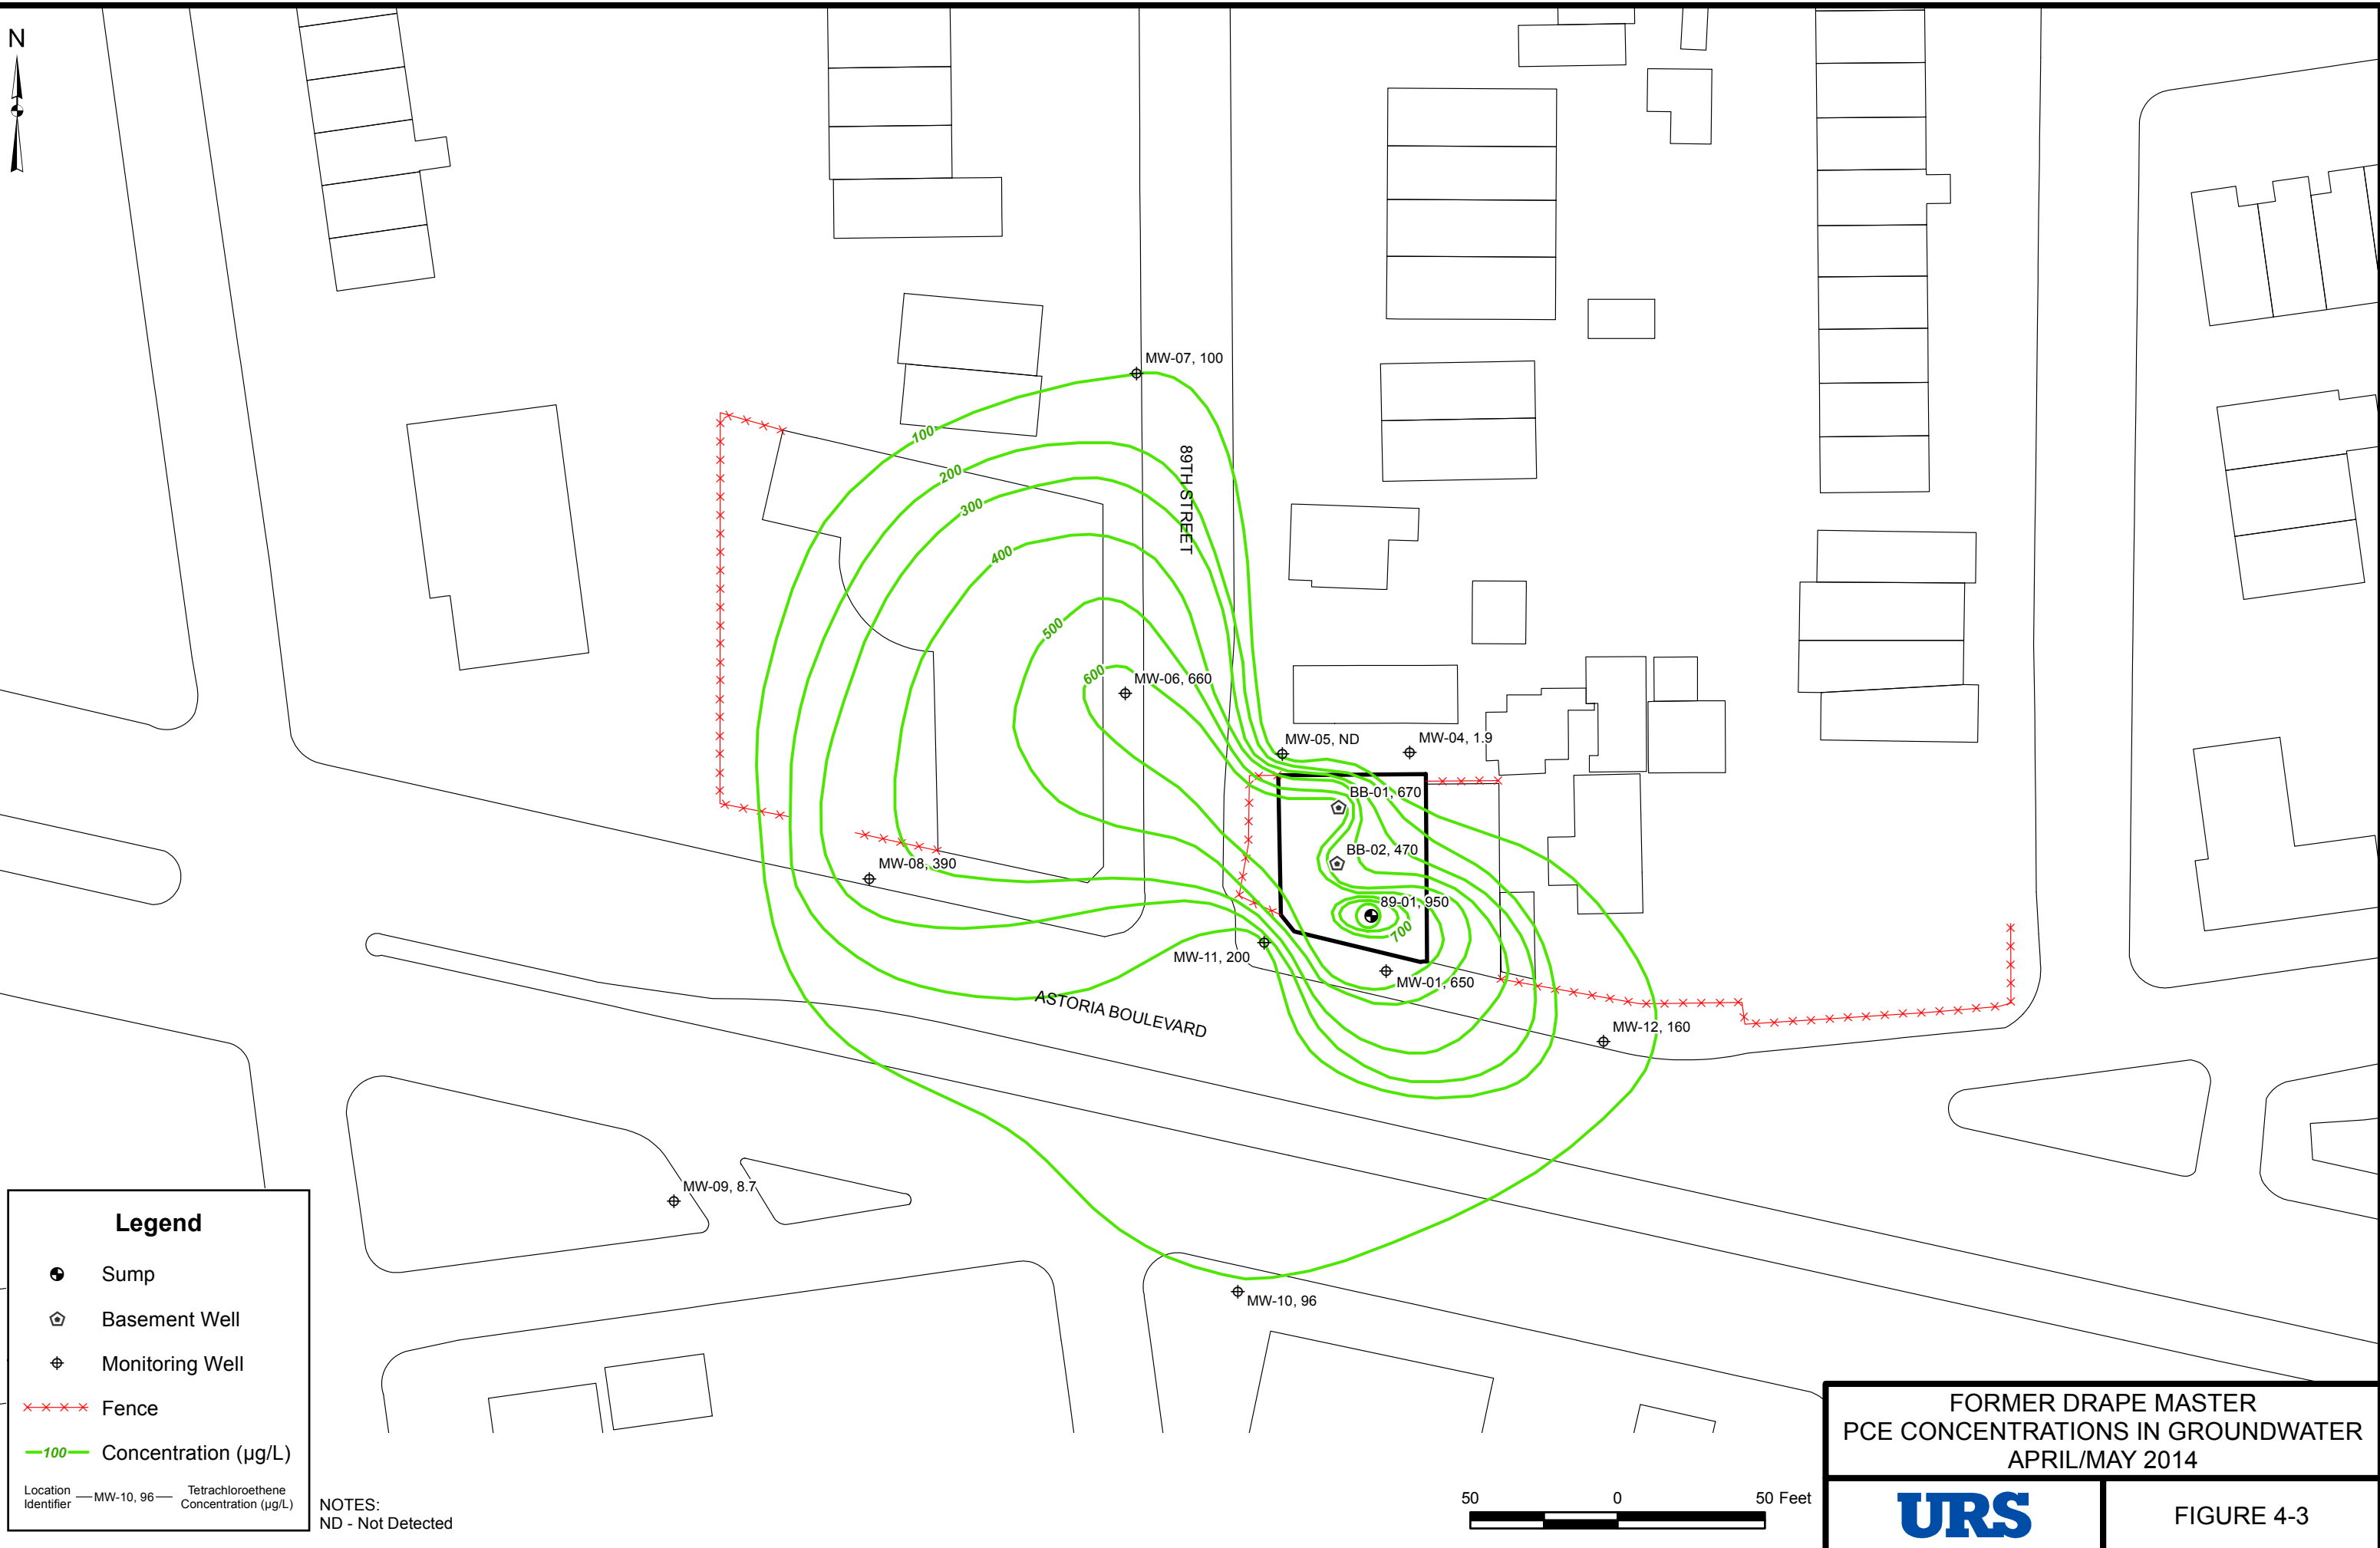 N
MW-07, 100
100
200
300
400
500
600
89TH STREET
MW-06, 660
MW-05, ND
MW-04, 1.9
BB-01, 670
BB-02, 470
MW-08, 390
89-01, 950
700
MW-11, 200
MW-01, 650
ASTORIA BOULEVARD
MW-12, 160
MW-09, 8.7
MW-10, 96
Legend
Sump
Basement Well
Monitoring Well
Fence
100 Concentration (µg/L)
Location Identifier MW-10, 96 Tetrachloroethene Concentration (µg/L)
NOTES:
ND - Not Detected
50 0 50 Feet
FORMER DRAPE MASTER
PCE CONCENTRATIONS IN GROUNDWATER
APRIL/MAY 2014
URS
FIGURE 4-3